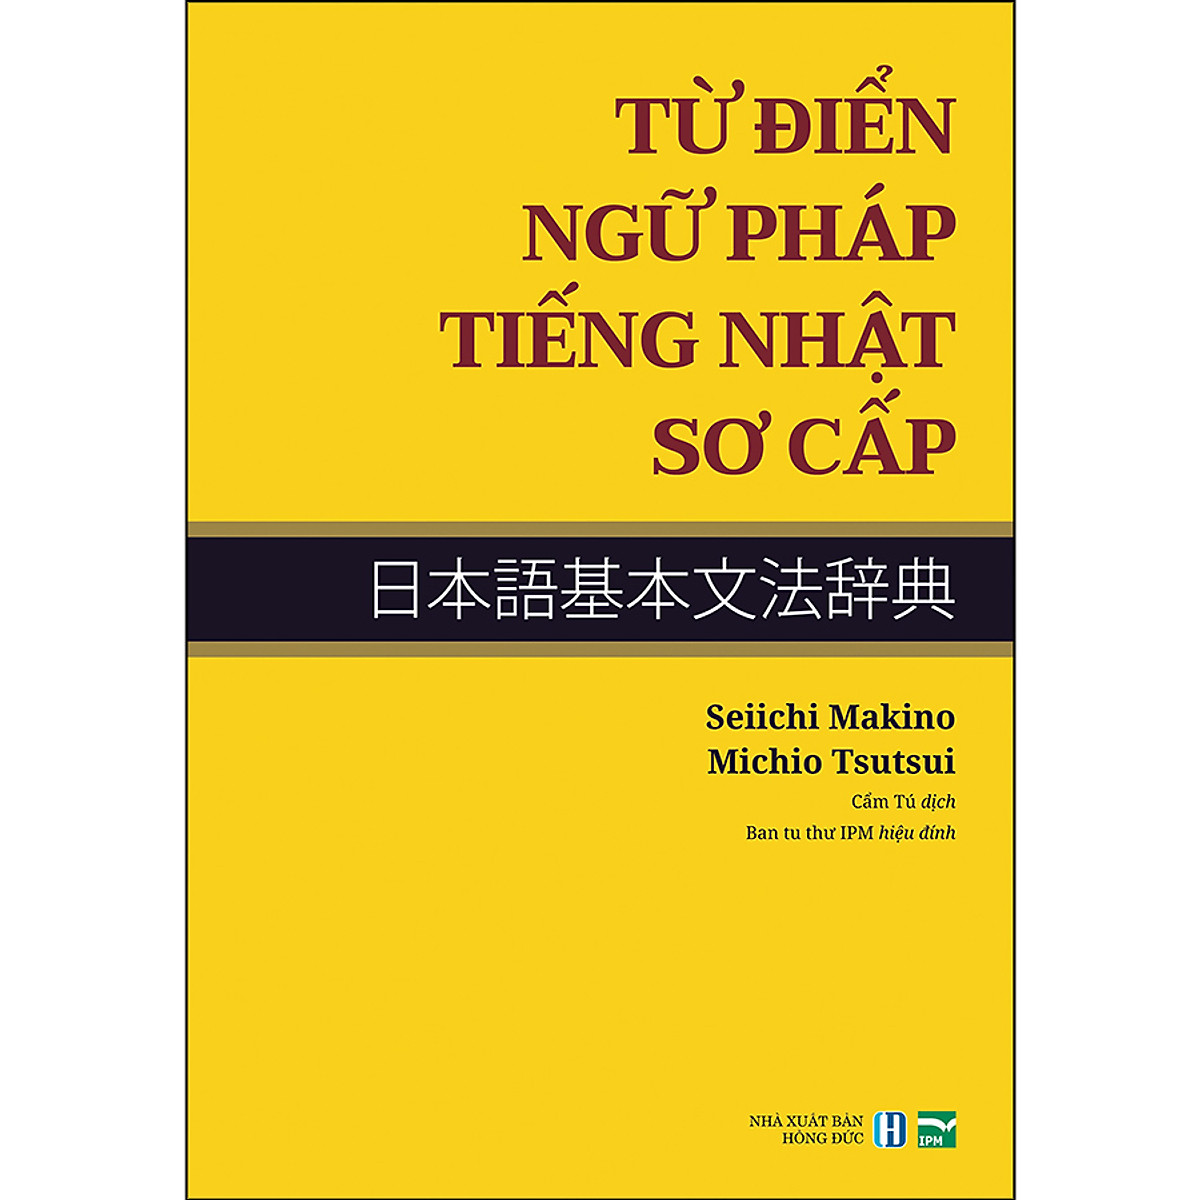 TỪ ĐIỂN
NGỮ PHÁP
TIẾNG NHẬT
SƠ CẤP
日本語基本文法辞典
Seiichi Makino
Michio Tsutsui
Cẩm Tú dịch
Ban tu thư IPM hiệu đính
NHÀ XUẤT BẢN
HỒNG ĐỨC
IPM